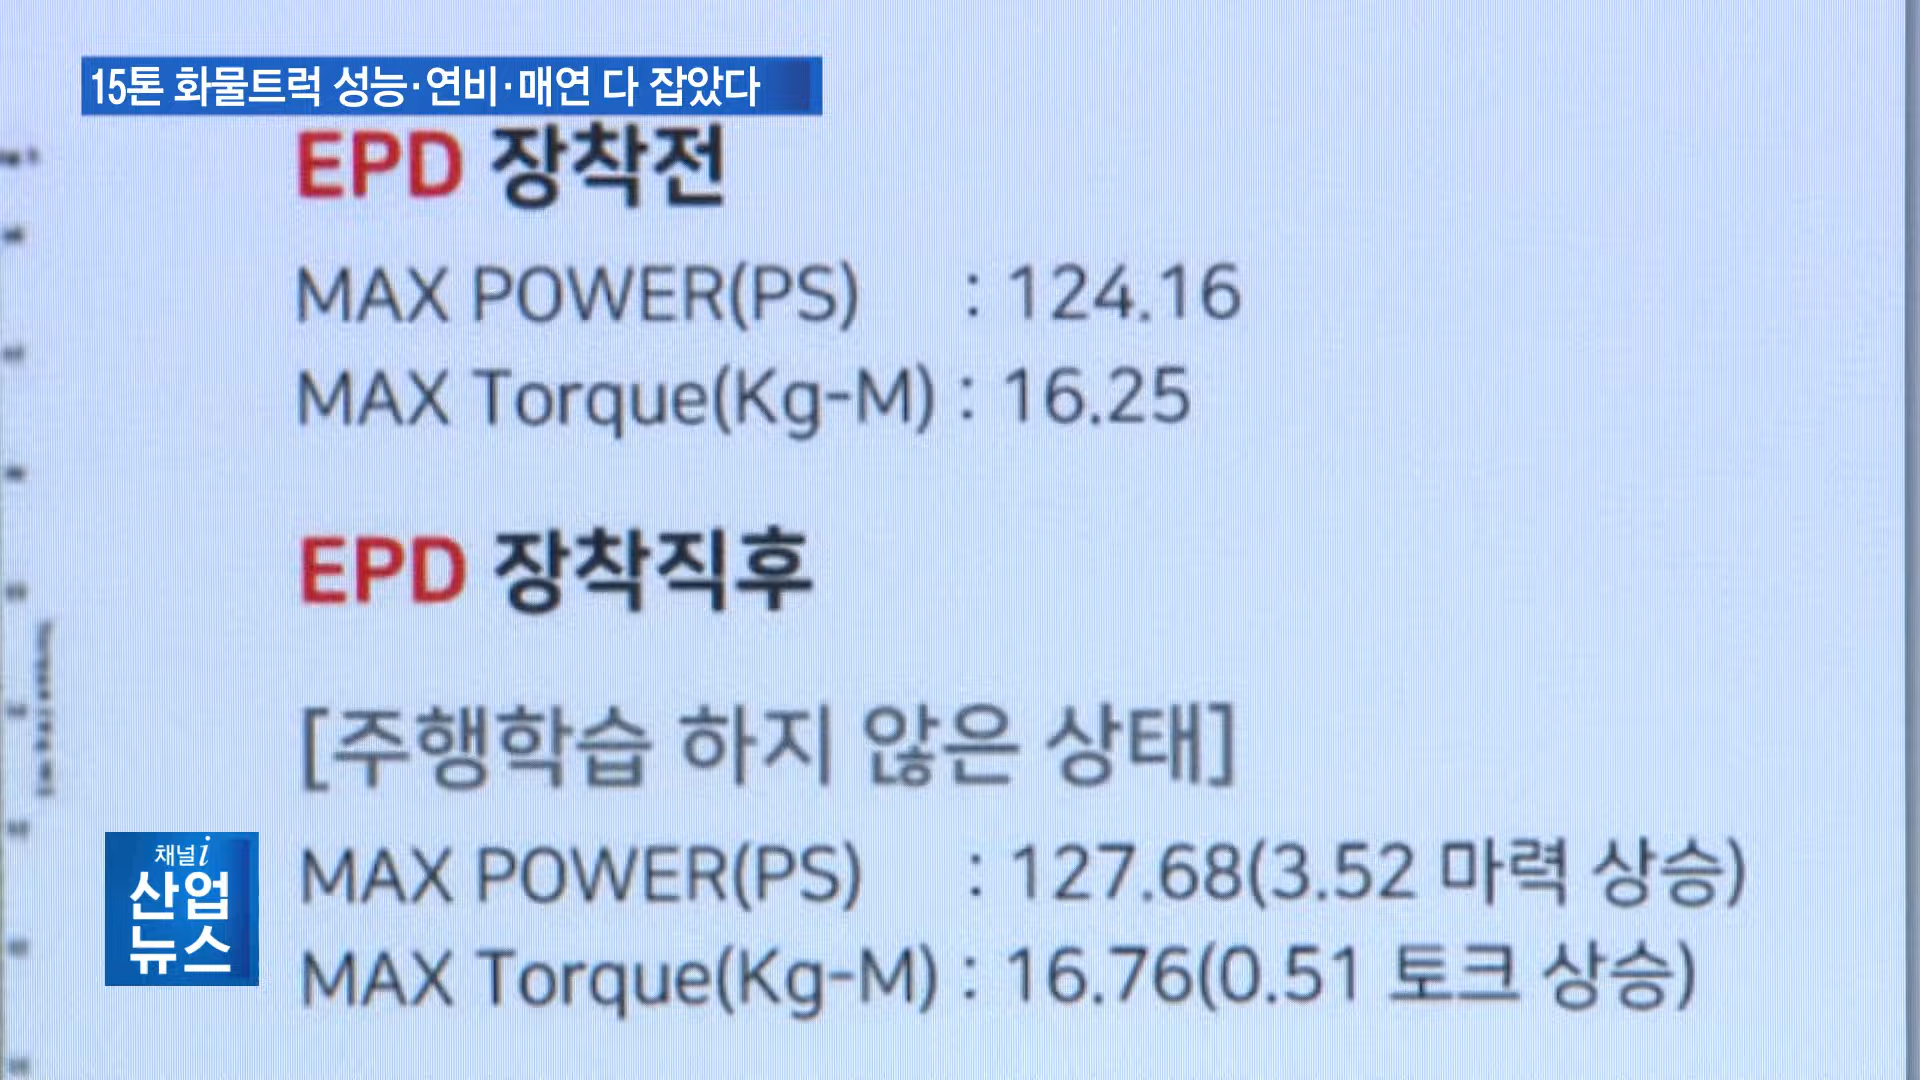 15톤 화물트럭 성능·연비·매연 다 잡았다
EPD 장착전
MAX POWER(PS) : 124.16
MAX Torque(Kg-M) : 16.25
EPD 장착직후
[주행학습 하지 않은 상태]
MAX POWER(PS) : 127.68(3.52 마력 상승)
MAX Torque(Kg-M) : 16.76(0.51 토크 상승)
채널i
산업
뉴스